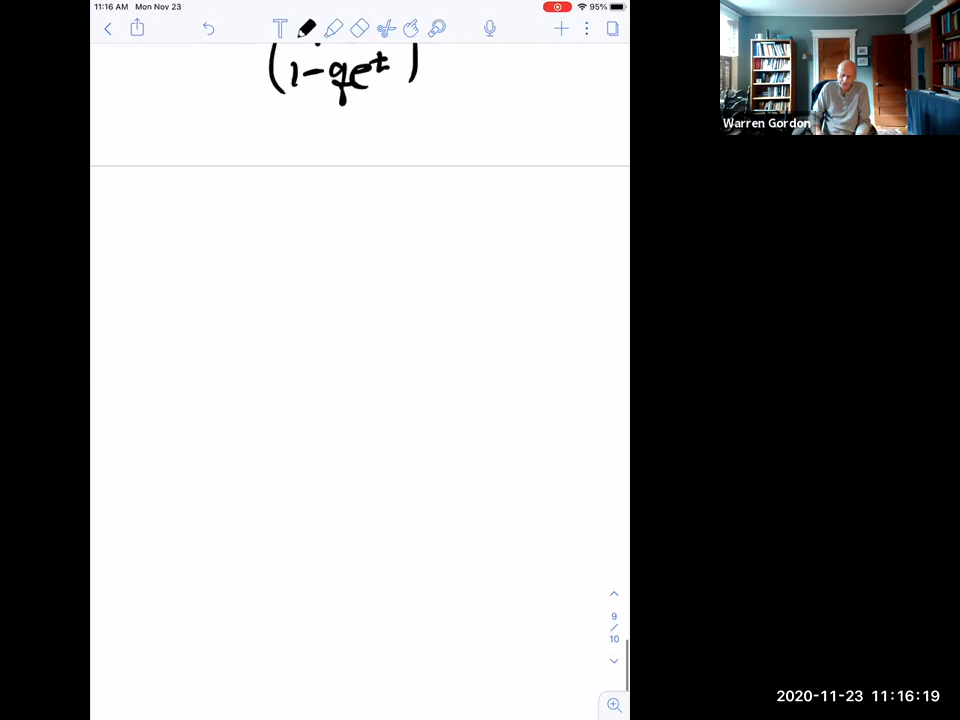 11:16 AM Mon Nov 23
95%
T
(1-qe^t)
Warren Gordon
9
/
10
2020-11-23 11:16:19